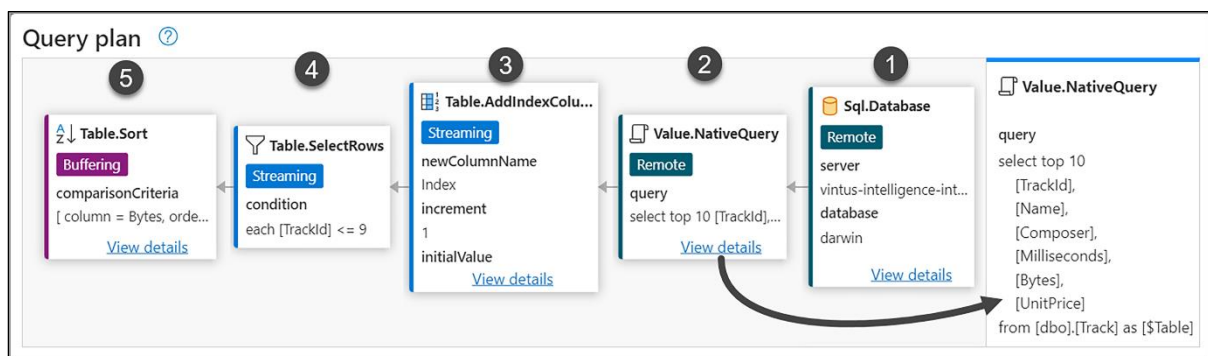 Query plan ?
5
4
3
2
1
Table.Sort
Buffering
comparisonCriteria
[ column = Bytes, orde...
View details
Table.SelectRows
Streaming
condition
each [TrackId] <= 9
Table.AddIndexColu...
Streaming
newColumnName
Index
increment
1
initialValue
View details
Value.NativeQuery
Remote
query
select top 10 [TrackId],...
View details
Sql.Database
Remote
server
vintus-intelligence-int...
database
darwin
View details
Value.NativeQuery
query
select top 10
[TrackId],
[Name],
[Composer],
[Milliseconds],
[Bytes],
[UnitPrice]
from [dbo].[Track] as [$Table]